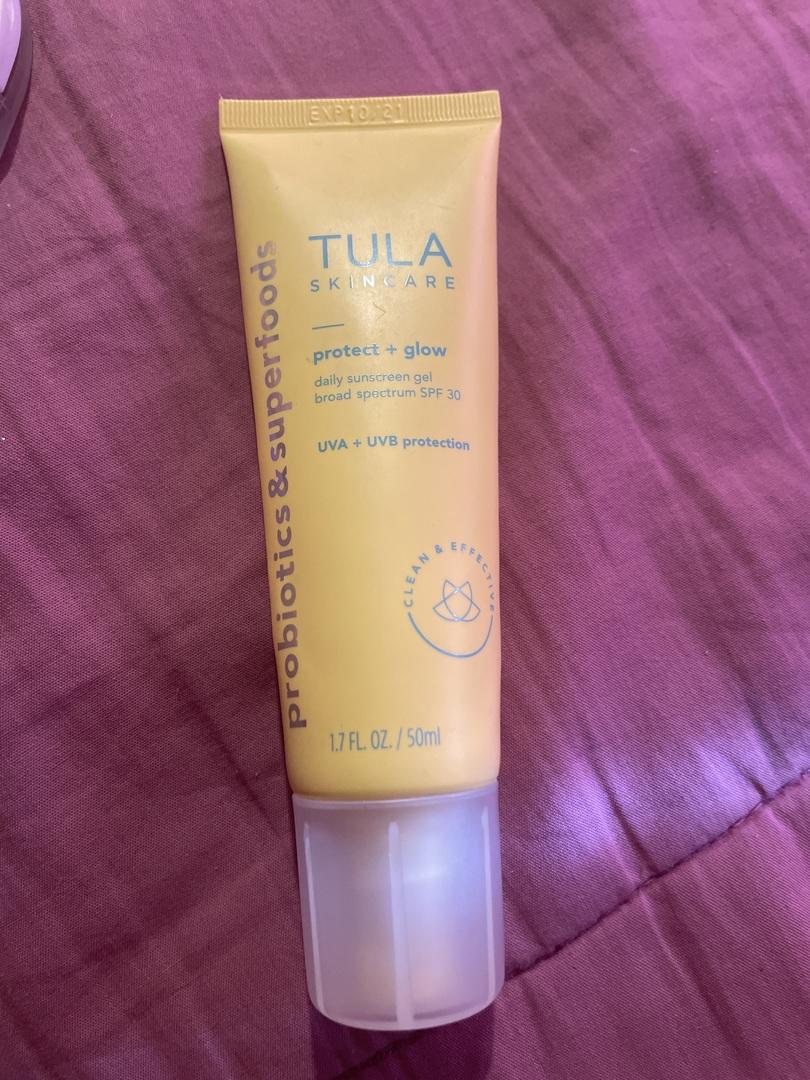 EXP10/21
TULA
SKINCARE
protect + glow
daily sunscreen gel
broad spectrum SPF 30
UVA + UVB protection
probiotics & superfoods
CLEAN & EFFECTIVE
1.7 FL. OZ. / 50ml